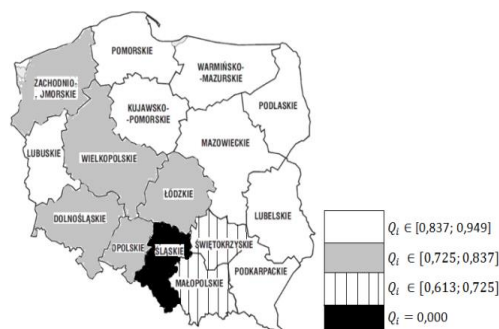 POMORSKIE
WARMIŃSKO-
-MAZURSKIE
ZACHODNIO-
.JMORSKIE
KUJAWSKO-
-POMORSKIE
PODLASKIE
LUBUSKIE
WIELKOPOLSKIE
MAZOWIECKIE
ŁÓDZKIE
DOLNOŚLĄSKIE
LUBELSKIE
OPOLSKIE
ŚLĄSKIE
ŚWIĘTOKRZYSKIE
MAŁOPOLSKIE
PODKARPACKIE
Qᵢ ∈ [0,837; 0,949]
Qᵢ ∈ [0,725; 0,837]
Qᵢ ∈ [0,613; 0,725]
Qᵢ = 0,000